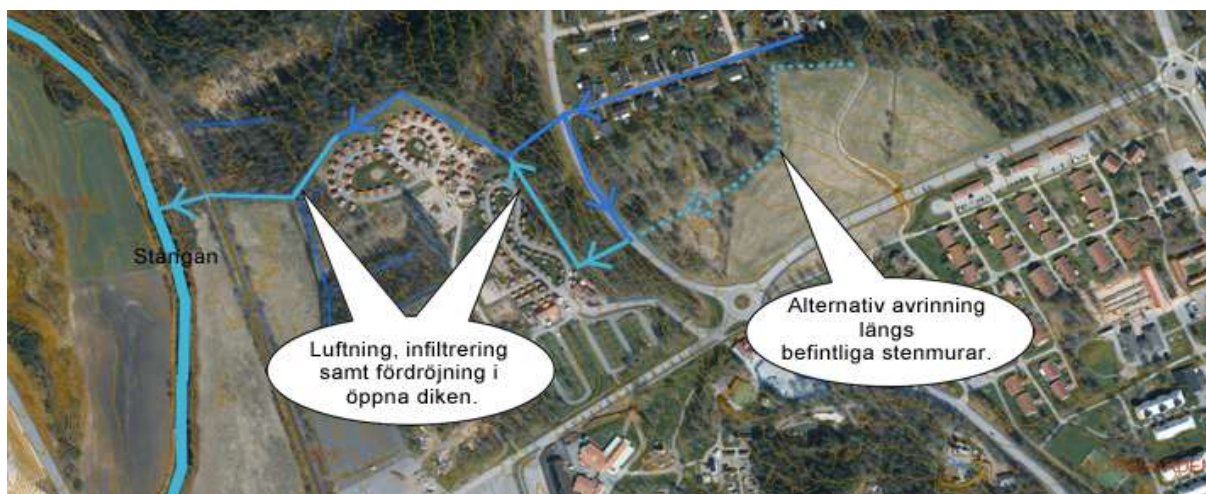 Stångån
Luftning, infiltrering
samt fördröjning i
öppna diken.
Alternativ avrinning
längs
befintliga stenmurar.